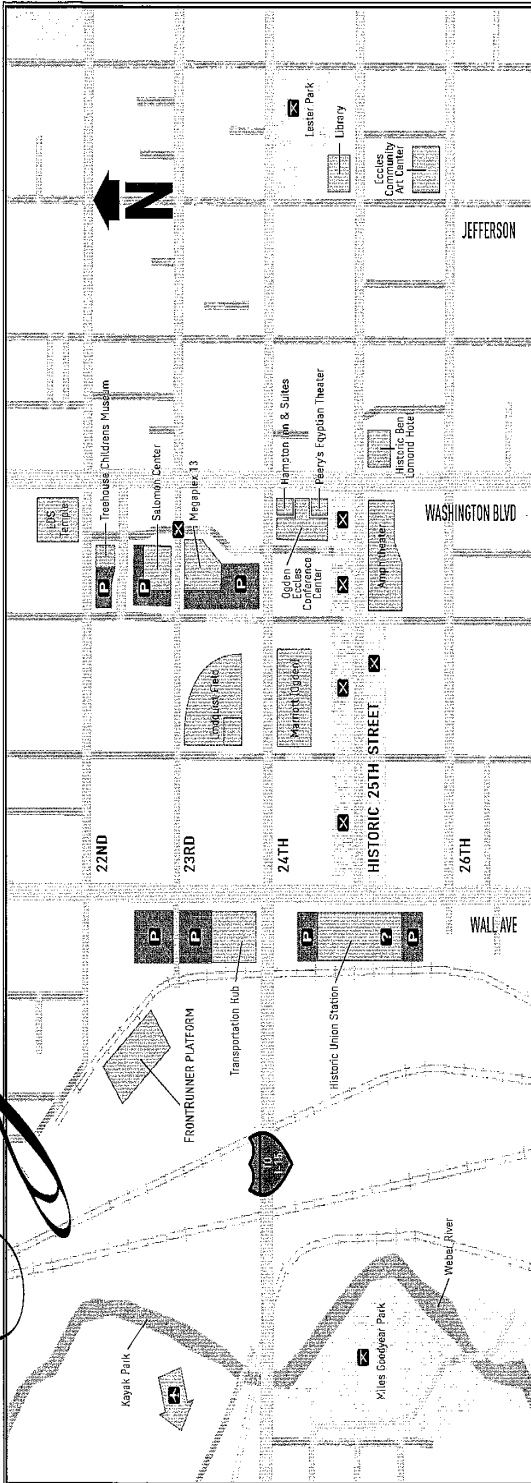 N
Lester Park
Library
Eccles
Community
Art Center
JEFFERSON
LDS
Temple
Treehouse Childrens Museum
P
Salomon Center
P
Megaplex 13
P
Hampton Inn & Suites
Peery's Egyptian Theater
Ogden
Eccles
Conference
Center
Historic Ben
Lomond Hotel
WASHINGTON BLVD
Amphitheater
Lindquist Field
Marriott (Ogden)
22ND
23RD
24TH
HISTORIC 25TH STREET
26TH
WALL AVE
P
P
Transportation Hub
P
?
P
Historic Union Station
FRONTRUNNER PLATFORM
TO
I-15
Kayak Park
Miles Goodyear Park
Weber River